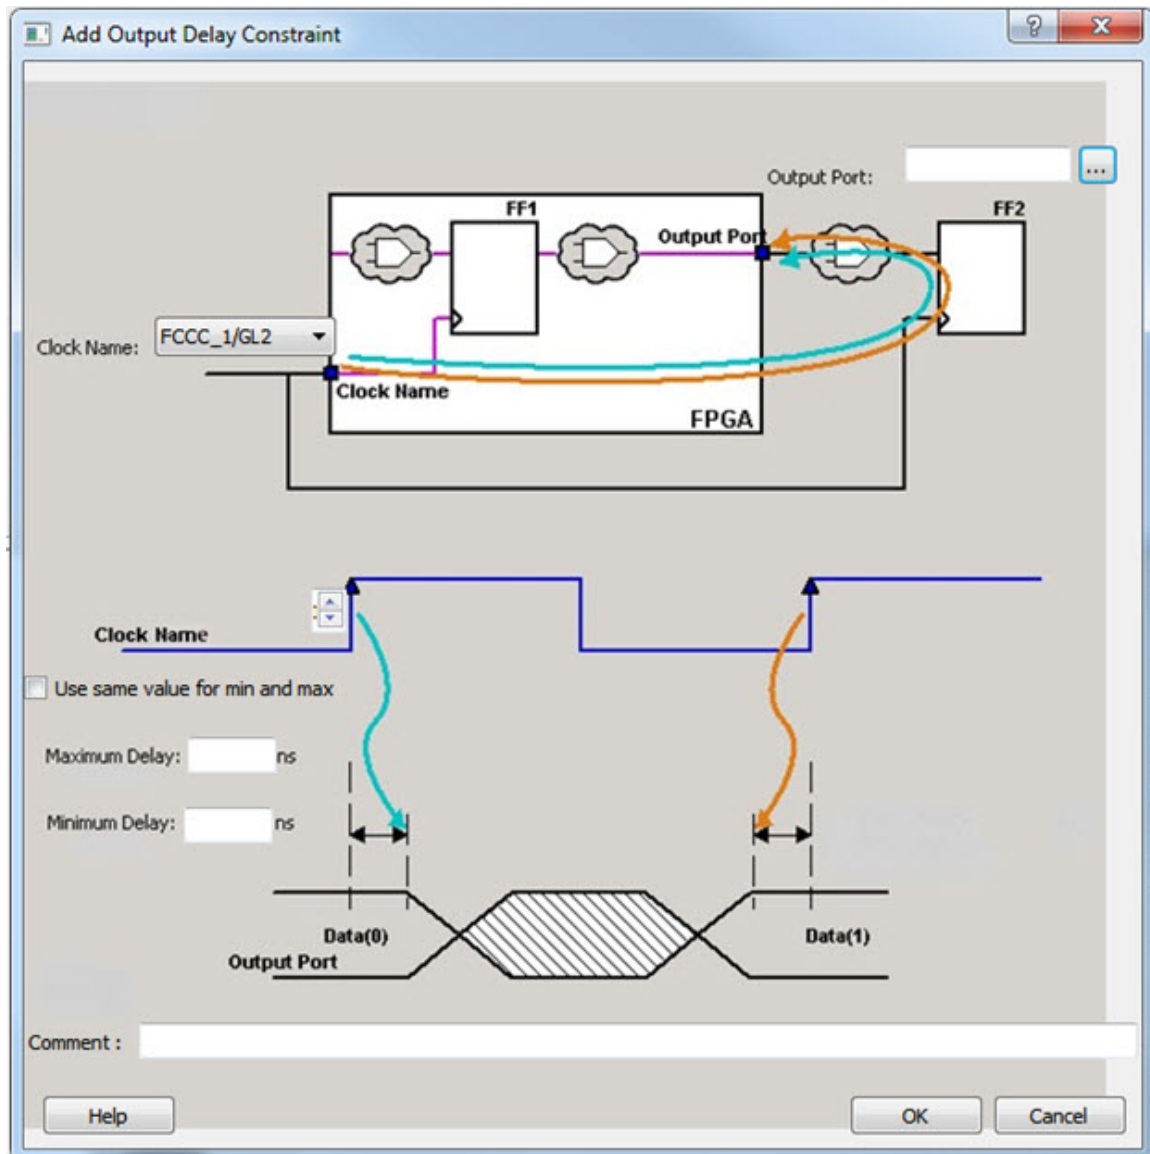 Add Output Delay Constraint
?
X
Output Port:
...
FF1
FF2
Output Port
Clock Name:
FCCC_1/GL2
Clock Name
FPGA
Clock Name
Use same value for min and max
Maximum Delay:
ns
Minimum Delay:
ns
Data(0)
Data(1)
Output Port
Comment :
Help
OK
Cancel